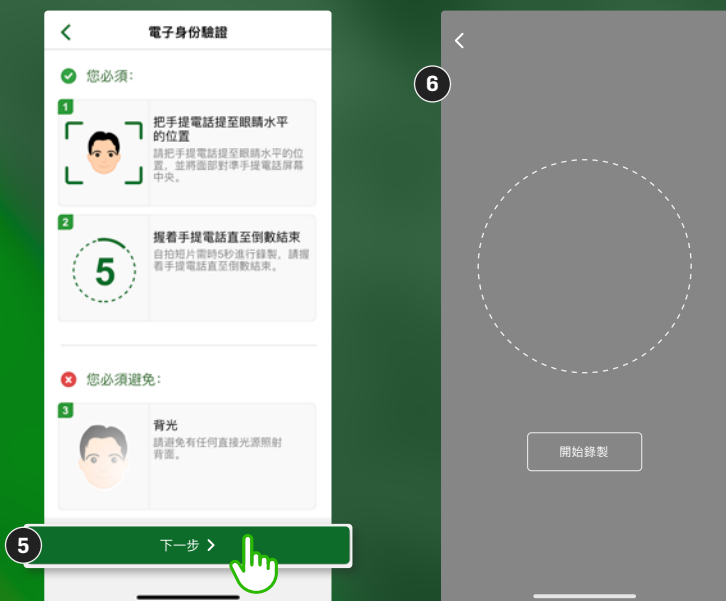 電子身份驗證
您必須：
1
把手提電話提至眼睛水平
的位置
請把手提電話提至眼睛水平的位
置，並將面部對準手提電話屏幕
中央。
2
5
握着手提電話直至倒數結束
自拍短片需時5秒進行錄製，請握
着手提電話直至倒數結束。
您必須避免：
3
背光
請避免有任何直接光源照射
背面。
5
下一步
6
開始錄製